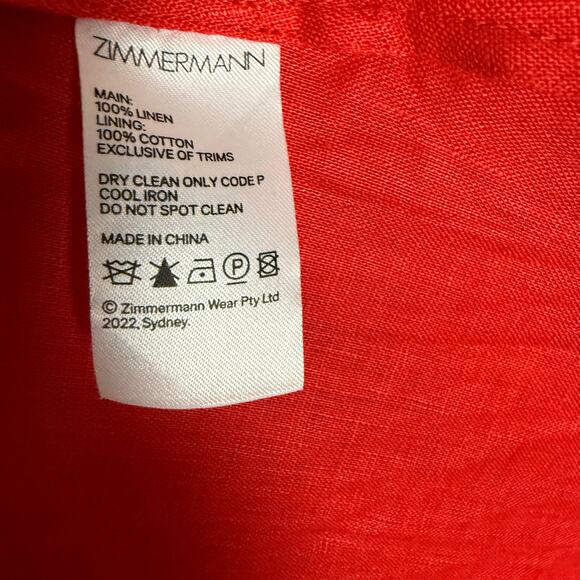 ZIMMERMANN
MAIN:
100% LINEN
LINING:
100% COTTON
EXCLUSIVE OF TRIMS
DRY CLEAN ONLY CODE P
COOL IRON
DO NOT SPOT CLEAN
MADE IN CHINA
P
© Zimmermann Wear Pty Ltd
2022, Sydney.